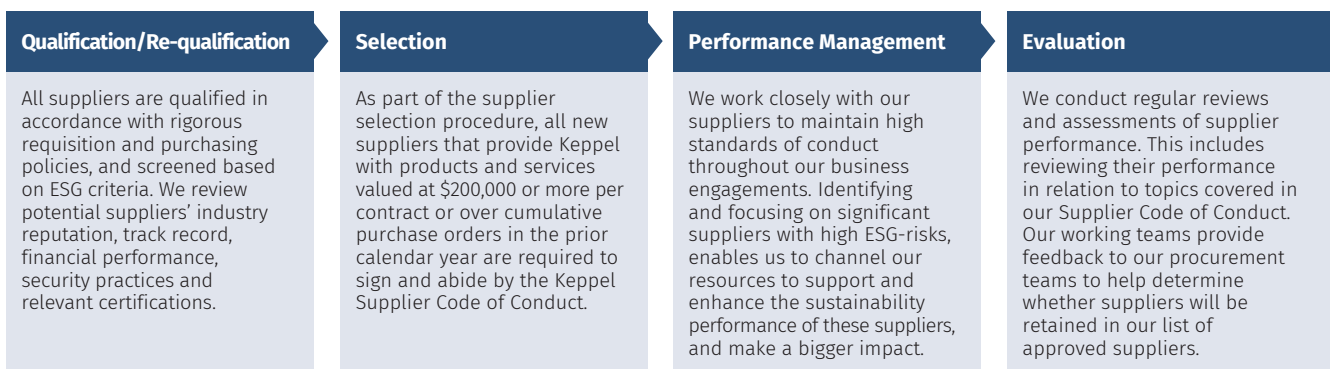 Qualification/Re-qualification
All suppliers are qualified in
accordance with rigorous
requisition and purchasing
policies, and screened based
on ESG criteria. We review
potential suppliers’ industry
reputation, track record,
financial performance,
security practices and
relevant certifications.
Selection
As part of the supplier
selection procedure, all new
suppliers that provide Keppel
with products and services
valued at $200,000 or more per
contract or over cumulative
purchase orders in the prior
calendar year are required to
sign and abide by the Keppel
Supplier Code of Conduct.
Performance Management
We work closely with our
suppliers to maintain high
standards of conduct
throughout our business
engagements. Identifying
and focusing on significant
suppliers with high ESG-risks,
enables us to channel our
resources to support and
enhance the sustainability
performance of these suppliers,
and make a bigger impact.
Evaluation
We conduct regular reviews
and assessments of supplier
performance. This includes
reviewing their performance
in relation to topics covered in
our Supplier Code of Conduct.
Our working teams provide
feedback to our procurement
teams to help determine
whether suppliers will be
retained in our list of
approved suppliers.